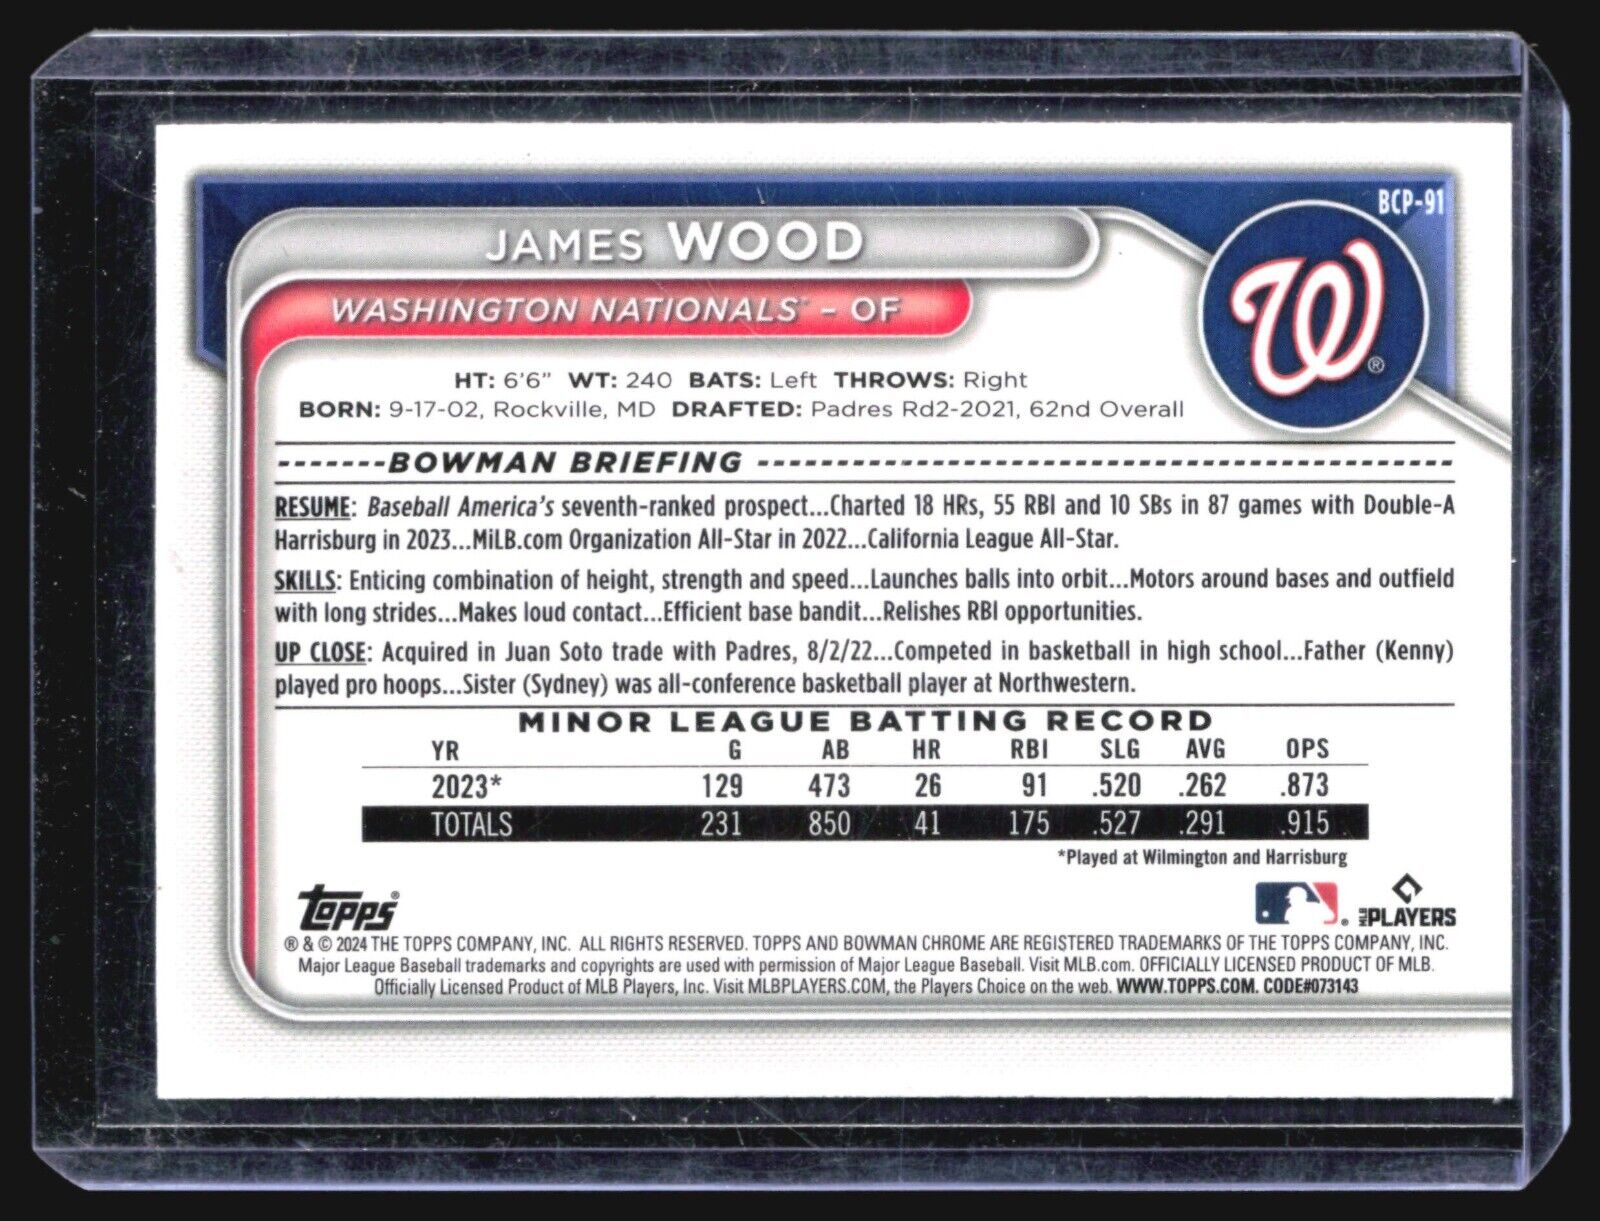 BCP-91
JAMES WOOD
WASHINGTON NATIONALS™ – OF
W®
HT: 6'6" WT: 240 BATS: Left THROWS: Right
BORN: 9-17-02, Rockville, MD DRAFTED: Padres Rd2-2021, 62nd Overall
BOWMAN BRIEFING
RESUME: Baseball America's seventh-ranked prospect...Charted 18 HRs, 55 RBI and 10 SBs in 87 games with Double-A
Harrisburg in 2023...MiLB.com Organization All-Star in 2022...California League All-Star.
SKILLS: Enticing combination of height, strength and speed...Launches balls into orbit...Motors around bases and outfield
with long strides...Makes loud contact...Efficient base bandit...Relishes RBI opportunities.
UP CLOSE: Acquired in Juan Soto trade with Padres, 8/2/22...Competed in basketball in high school...Father (Kenny)
played pro hoops...Sister (Sydney) was all-conference basketball player at Northwestern.
MINOR LEAGUE BATTING RECORD
YR G AB HR RBI SLG AVG OPS
2023* 129 473 26 91 .520 .262 .873
TOTALS 231 850 41 175 .527 .291 .915
*Played at Wilmington and Harrisburg
Topps® ® MLB PLAYERS
® & © 2024 THE TOPPS COMPANY, INC. ALL RIGHTS RESERVED. TOPPS AND BOWMAN CHROME ARE REGISTERED TRADEMARKS OF THE TOPPS COMPANY, INC.
Major League Baseball trademarks and copyrights are used with permission of Major League Baseball. Visit MLB.com. OFFICIALLY LICENSED PRODUCT OF MLB.
Officially Licensed Product of MLB Players, Inc. Visit MLBPLAYERS.COM, the Players Choice on the web. WWW.TOPPS.COM. CODE#073143